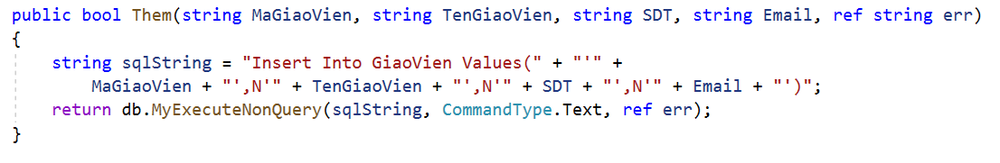 public bool Them(string MaGiaoVien, string TenGiaoVien, string SDT, string Email, ref string err)
{
    string sqlString = "Insert Into GiaoVien Values(" + "'" +
        MaGiaoVien + "',N'" + TenGiaoVien + "',N'" + SDT + "',N'" + Email + "')";
    return db.MyExecuteNonQuery(sqlString, CommandType.Text, ref err);
}